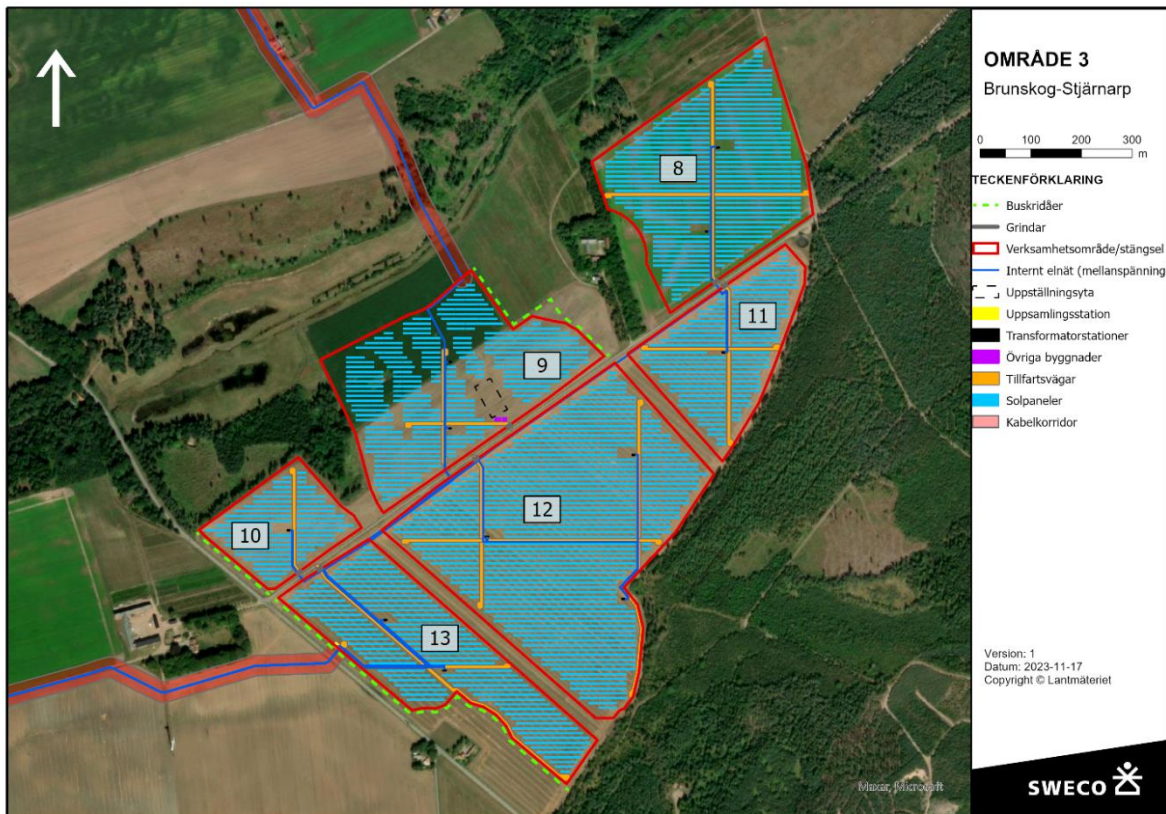 OMRÅDE 3
Brunskog-Stjärnarp
0 100 200 300
m
TECKENFÖRKLARING
Buskridåer
Grindar
Verksamhetsområde/stängsel
Internt elnät (mellanspänning
Uppställningsyta
Uppsamlingsstation
Transformatorstationer
Övriga byggnader
Tillfartsvägar
Solpaneler
Kabelkorridor
8
11
9
12
10
13
Version: 1
Datum: 2023-11-17
Copyright © Lantmäteriet
Maxar, Microsoft
SWECO